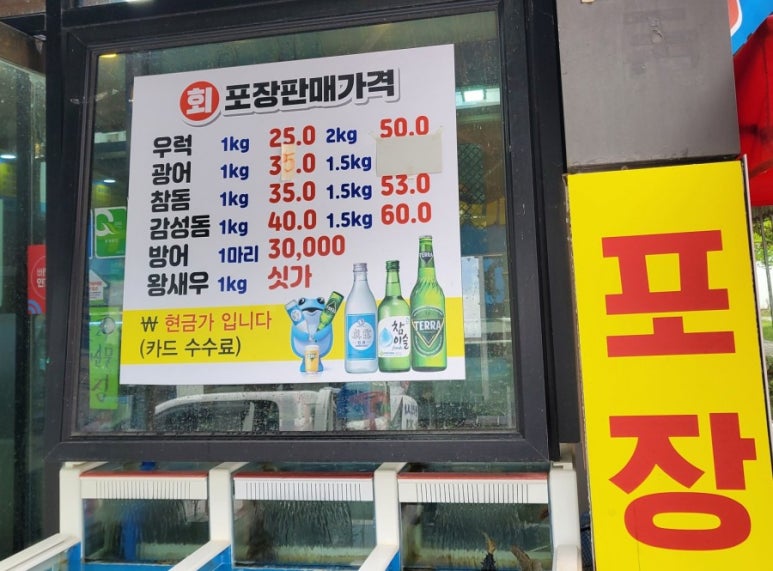 회 포장판매가격
우럭 1kg 25.0 2kg 50.0
광어 1kg 35.0 1.5kg
참돔 1kg 35.0 1.5kg 53.0
감성돔 1kg 40.0 1.5kg 60.0
방어 1마리 30,000
왕새우 1kg 싯가
₩ 현금가 입니다
(카드 수수료)
참이슬
fresh
TERRA
TERRA
포장